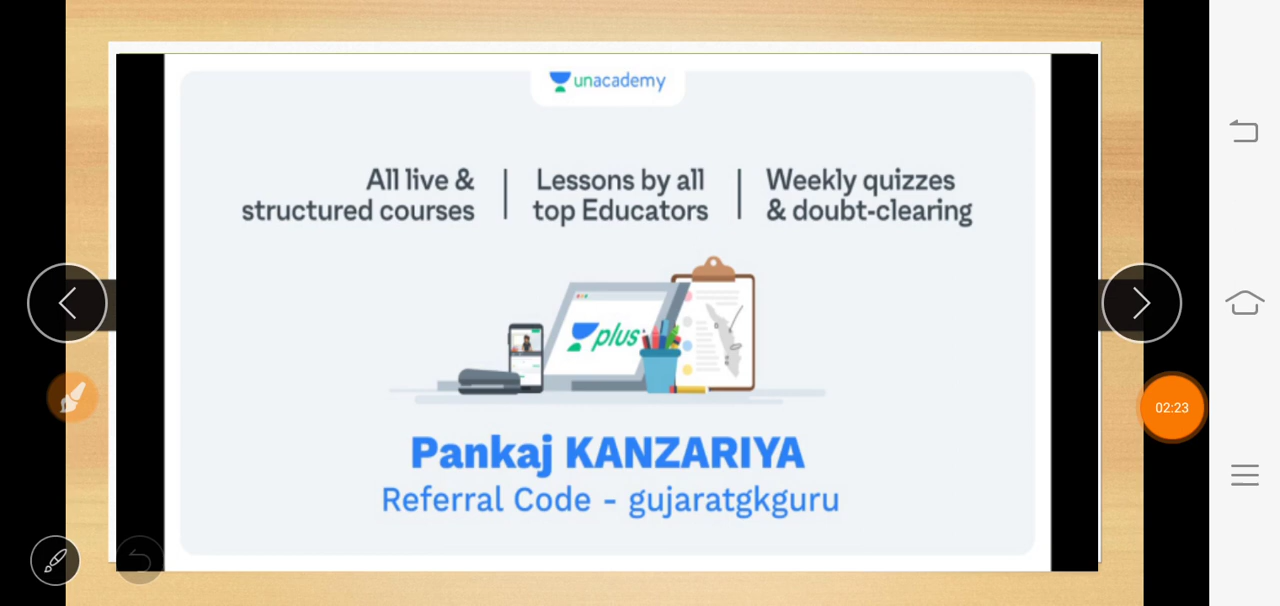 unacademy
All live &
structured courses
Lessons by all
top Educators
Weekly quizzes
& doubt-clearing
plus
Pankaj KANZARIYA
Referral Code - gujaratgkguru
02:23